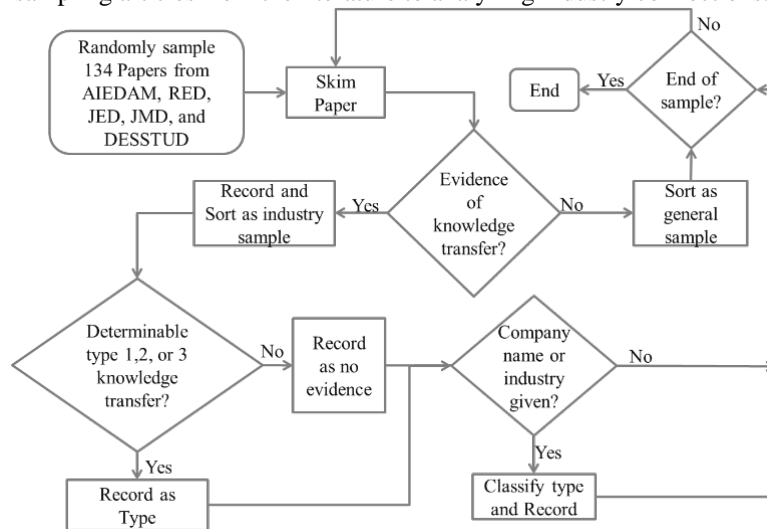 Randomly sample
134 Papers from
AIEDAM, RED,
JED, JMD, and
DESSTUD
Skim
Paper
End
Yes
No
End of
sample?
Record and
Sort as industry
sample
Yes
Evidence
of
knowledge
transfer?
No
Sort as
general
sample
Determinable
type 1,2, or 3
knowledge
transfer?
No
Record
as no
evidence
Company
name or
industry
given?
No
Yes
Record as
Type
Yes
Classify type
and Record